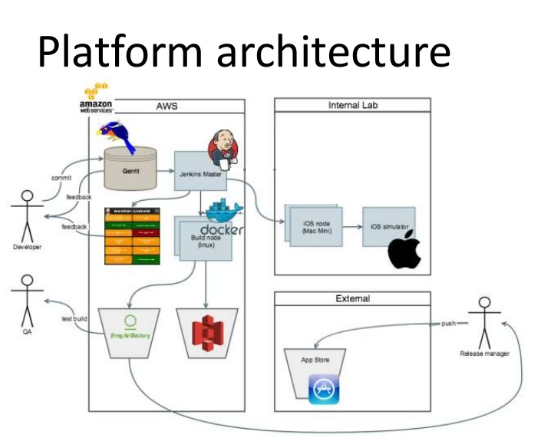 Platform architecture
amazon
webservices
AWS
Internal Lab
Gerrit
Jenkins Master
commit
feedback
feedback
Developer
docker
Build node
(linux)
iOS node
(Mac Mini)
iOS simulator
External
test build
QA
JFrog Artifactory
push
Release manager
App Store